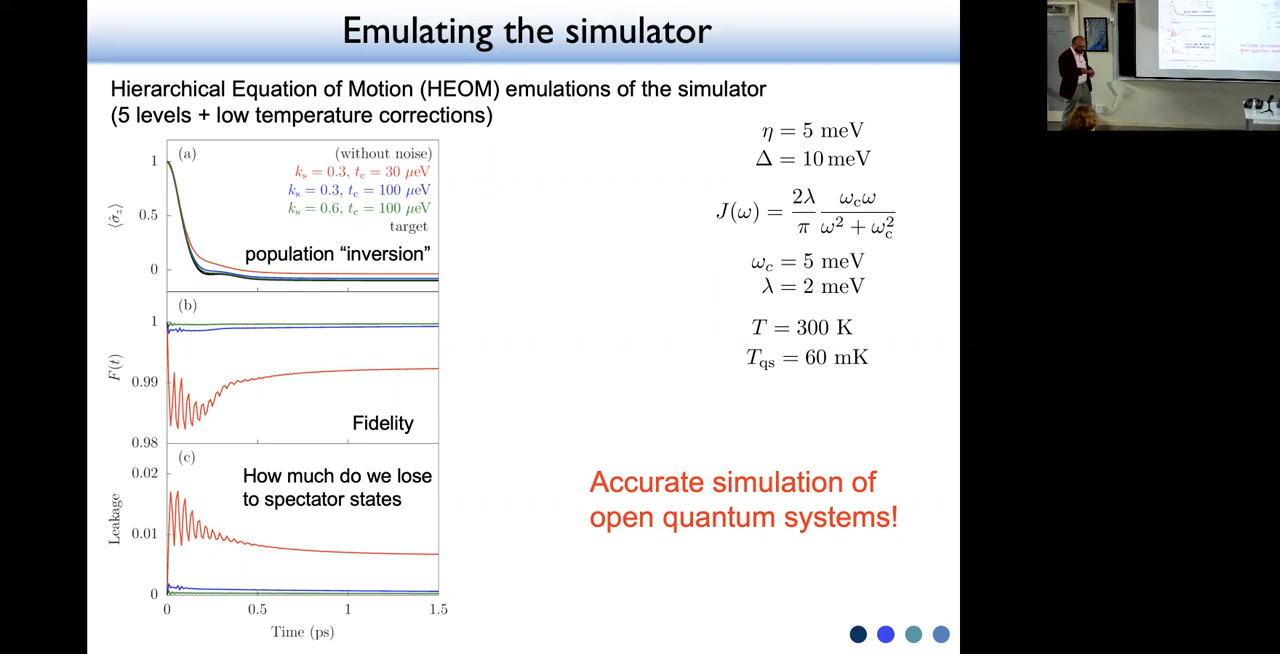 Emulating the simulator
Hierarchical Equation of Motion (HEOM) emulations of the simulator
(5 levels + low temperature corrections)
(a)
(without noise)
kₛ = 0.3, t_c = 30 μeV
kₛ = 0.3, t_c = 100 μeV
kₛ = 0.6, t_c = 100 μeV
target
population “inversion”
⟨σ̂_z⟩
1
0.5
0
(b)
F(t)
1
0.99
0.98
Fidelity
(c)
Leakage
0.02
0.01
0
How much do we lose
to spectator states
0
0.5
1
1.5
Time (ps)
η = 5 meV
Δ = 10 meV
J(ω) = 2λ/π ω_cω/(ω² + ω_c²)
ω_c = 5 meV
λ = 2 meV
T = 300 K
T_qs = 60 mK
Accurate simulation of
open quantum systems!